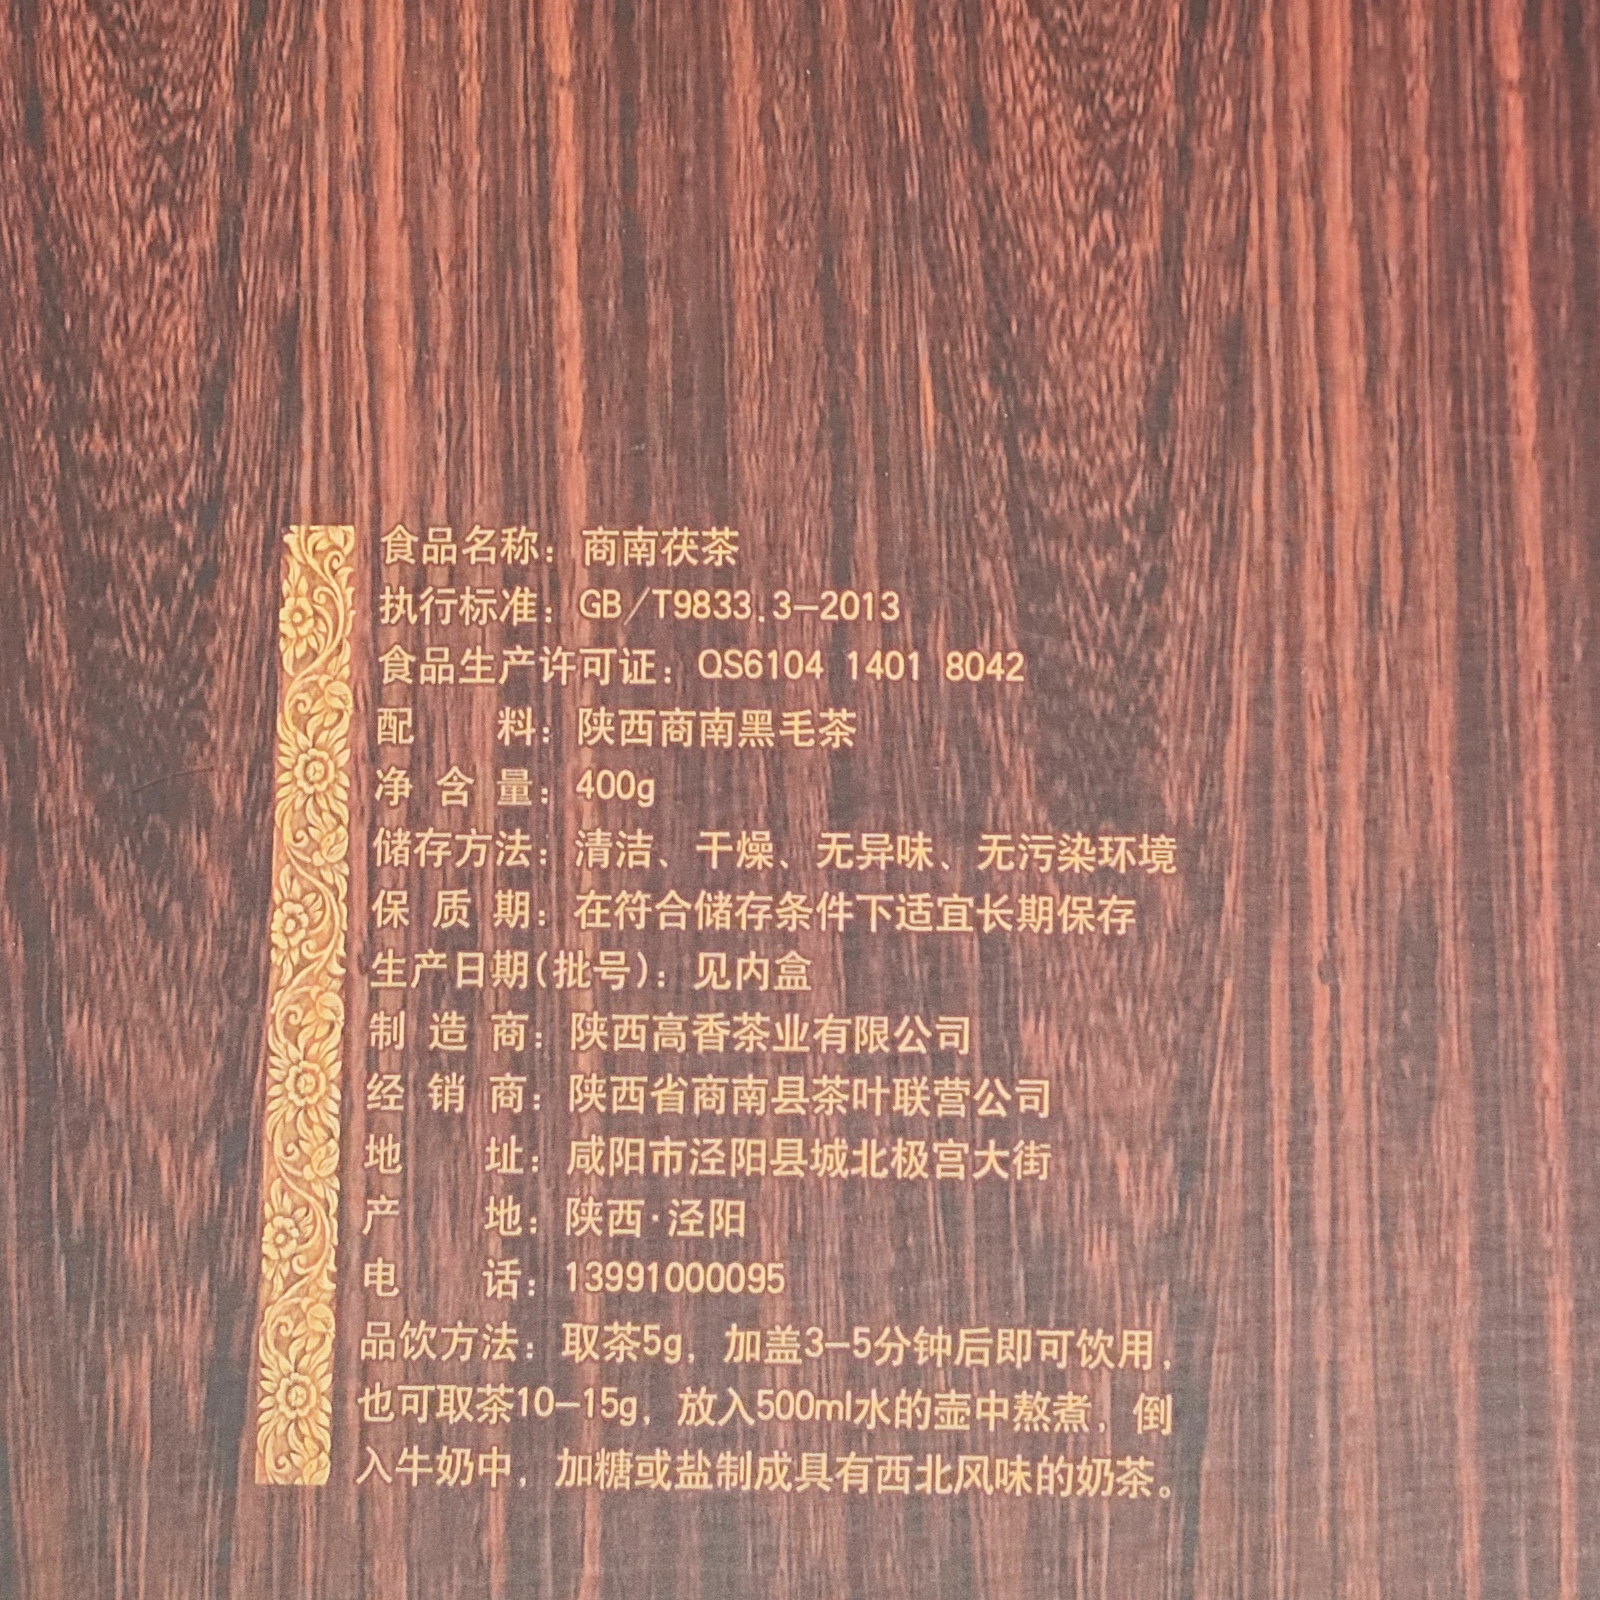 食品名称：商南茯茶
执行标准：GB/T9833.3-2013
食品生产许可证：QS6104 1401 8042
配料：陕西商南黑毛茶
净含量：400g
储存方法：清洁、干燥、无异味、无污染环境
保质期：在符合储存条件下适宜长期保存
生产日期(批号)：见内盒
制造商：陕西高香茶业有限公司
经销商：陕西省商南县茶叶联营公司
地址：咸阳市泾阳县城北极宫大街
产地：陕西·泾阳
电话：13991000095
品饮方法：取茶5g，加盖3-5分钟后即可饮用，
也可取茶10-15g，放入500ml水的壶中熬煮，倒
入牛奶中，加糖或盐制成具有西北风味的奶茶。